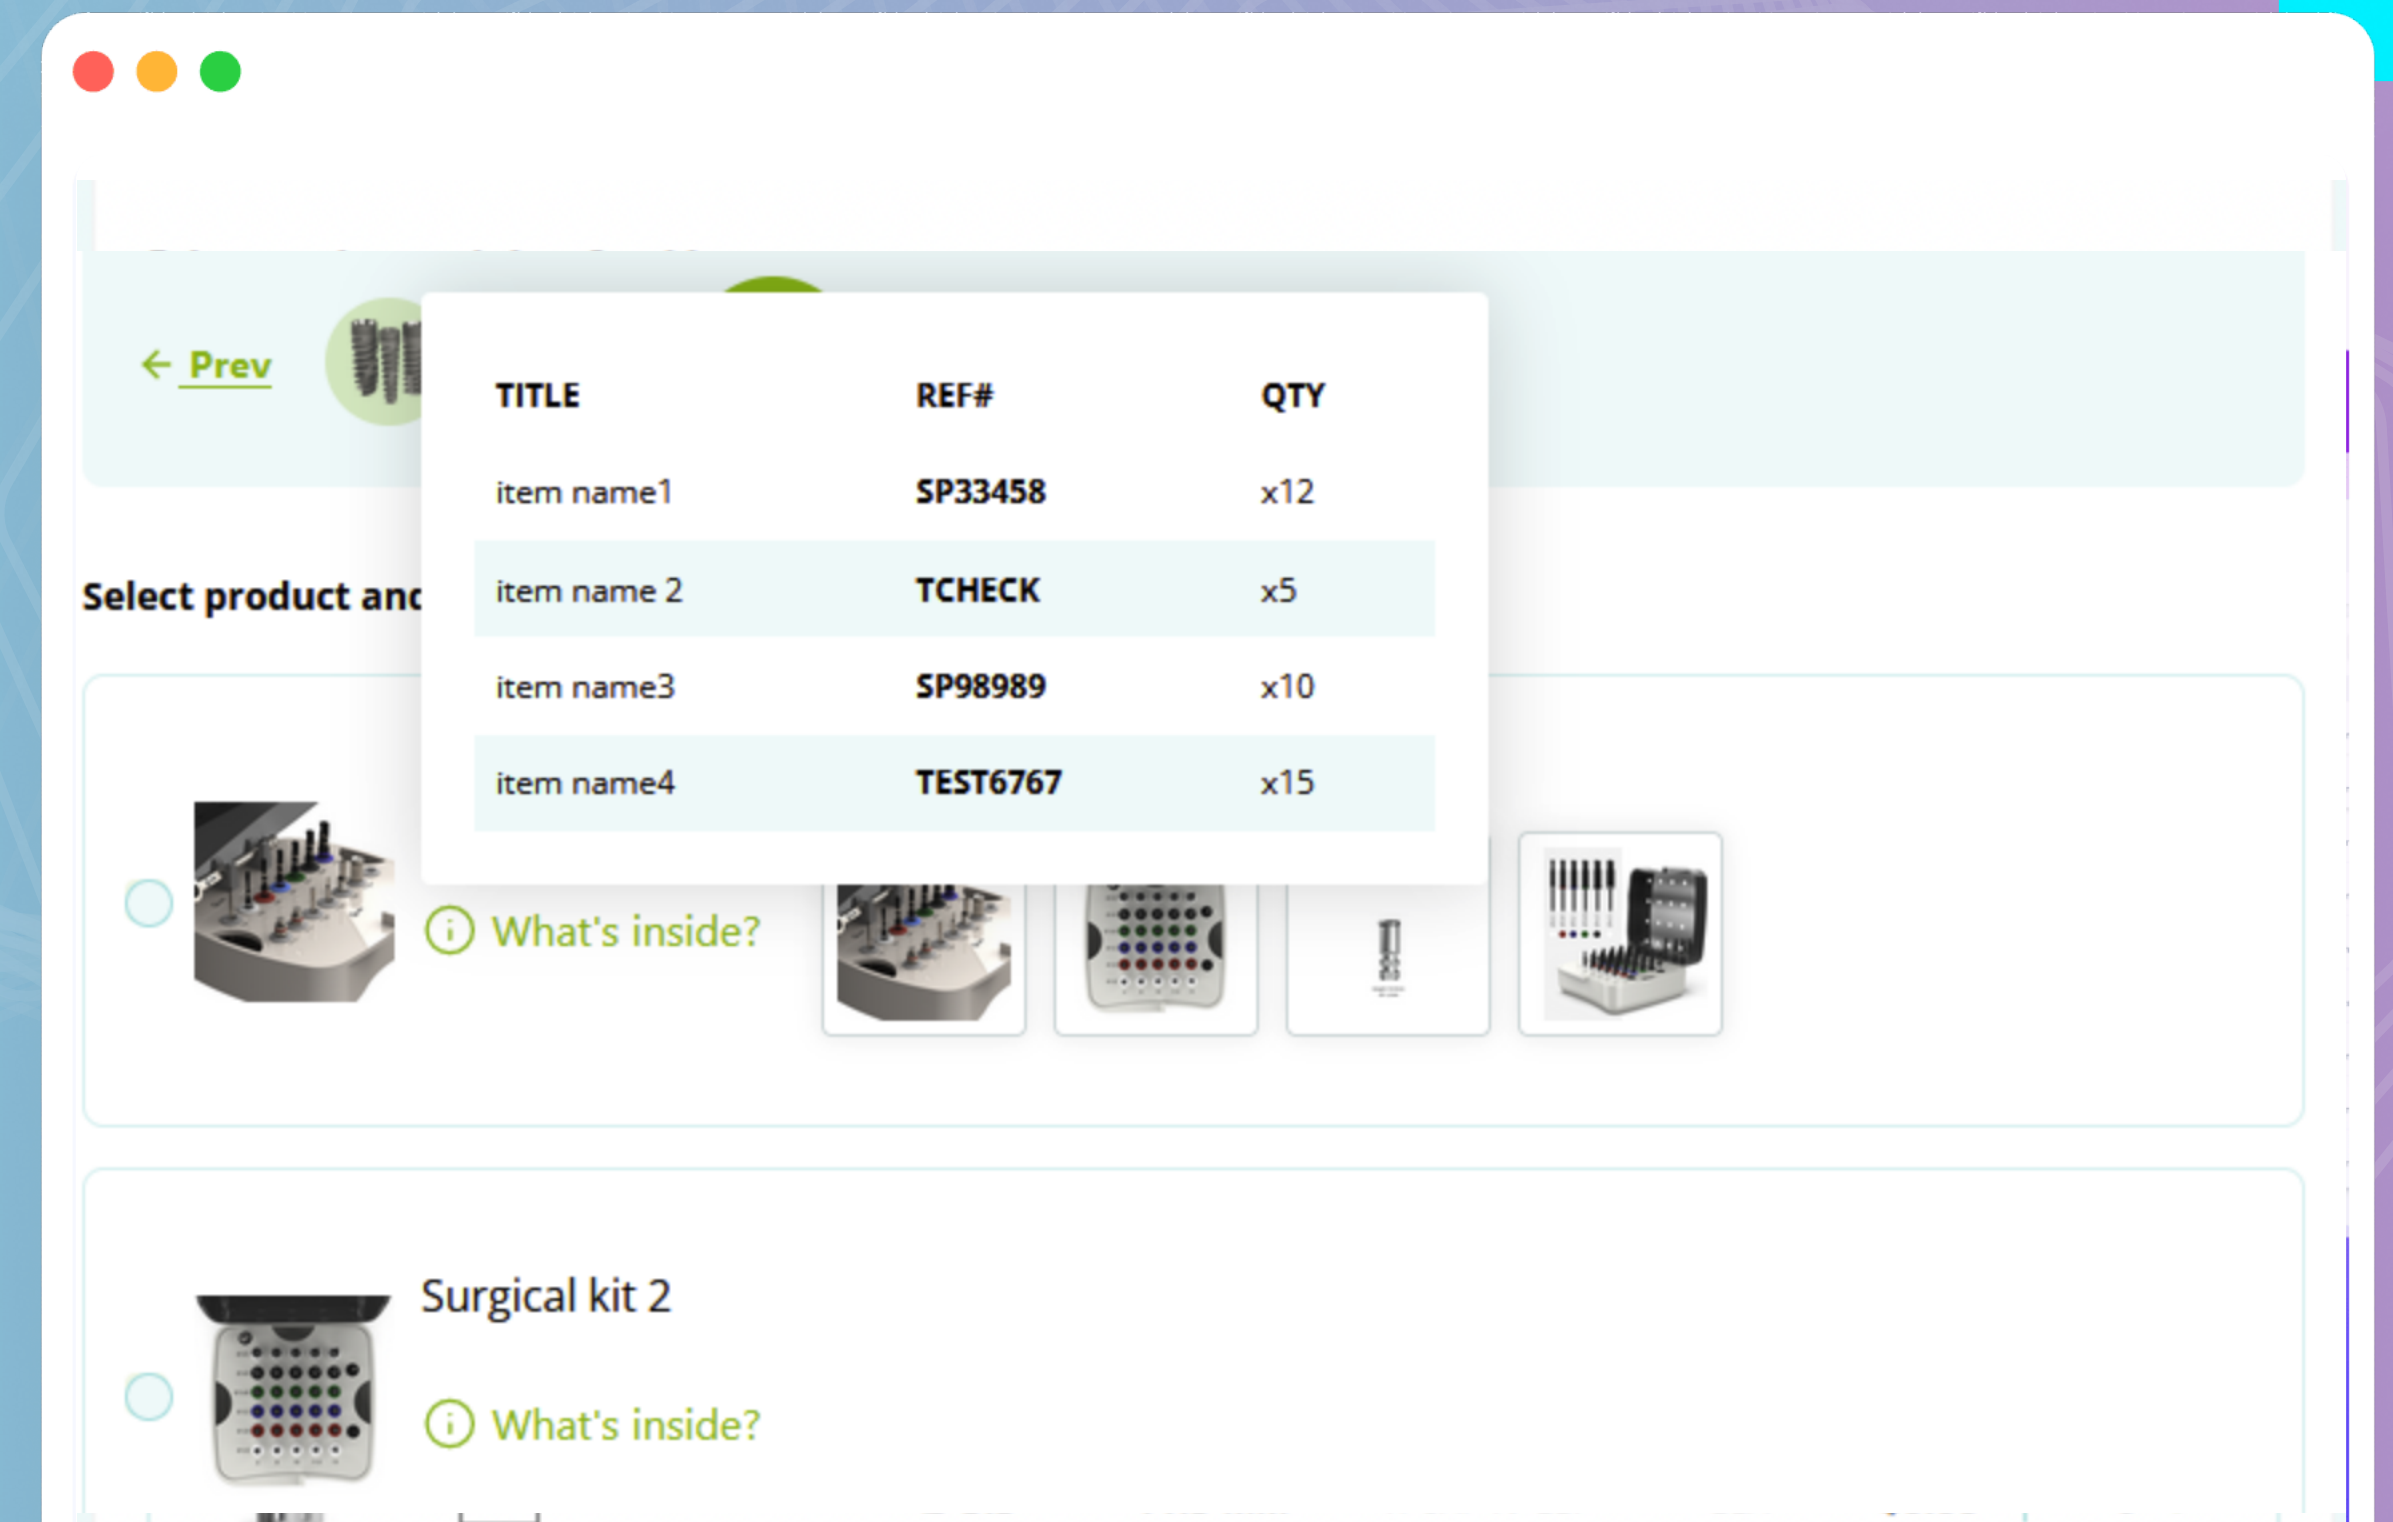 Prev
TITLE REF# QTY
item name1 SP33458 x12
item name 2 TCHECK x5
item name3 SP98989 x10
item name4 TEST6767 x15
Select product and
What's inside?
Surgical kit 2
What's inside?